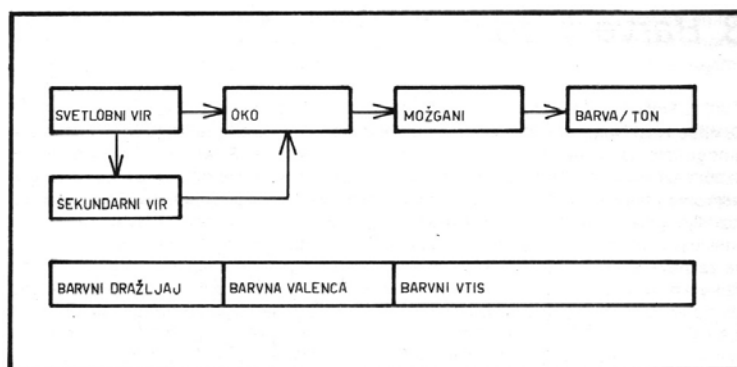 SVETLOBNI VIR
OKO
MOŽGANI
BARVA/TON
SEKUNDARNI VIR
BARVNI DRAŽLJAJ
BARVNA VALENCA
BARVNI VTIS